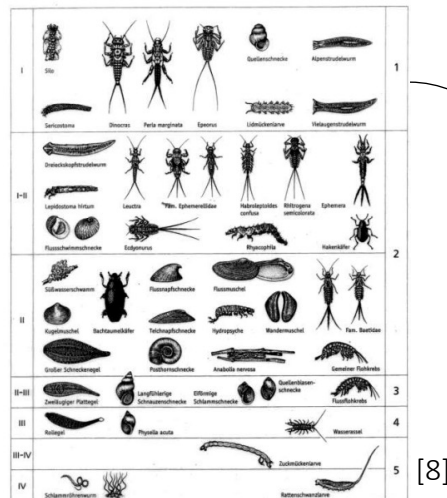 I
Silo
Quellenschnecke
Alpenstrudelwurm
1
Sericostoma
Dinocras
Perla marginata
Epeorus
Lidmückenlarve
Vielaugenstrudelwurm
Dreieckskopfstrudelwurm
I-II
Lepidostoma hirtum
Leuctra
Fam. Ephemerellidae
Habroleptoides confusa
Rhitrogena semicolorata
Ephemera
Flussschwimmschnecke
Ecdyonurus
Rhyacophila
Hakenkäfer
2
Süßwasserschwamm
Flussnapfschnecke
Flussmuschel
II
Kugelmuschel
Bachtaumelkäfer
Teichnapfschnecke
Hydropsyche
Wandermuschel
Fam. Baetidae
Großer Schneckenegel
Posthornschnecke
Anabolia nervosa
Gemeiner Flohkrebs
II-III
Zweiäugiger Plattegel
Langfühlerige Schnauzenschnecke
Eiförmige Schlammschnecke
Quellenblasen-schnecke
Flussflohkrebs
3
III
Rollegel
Physella acuta
Wasserassel
4
III-IV
Zuckmückenlarve
5
IV
Schlammröhrenwurm
Rattenschwanzlarve
[8]